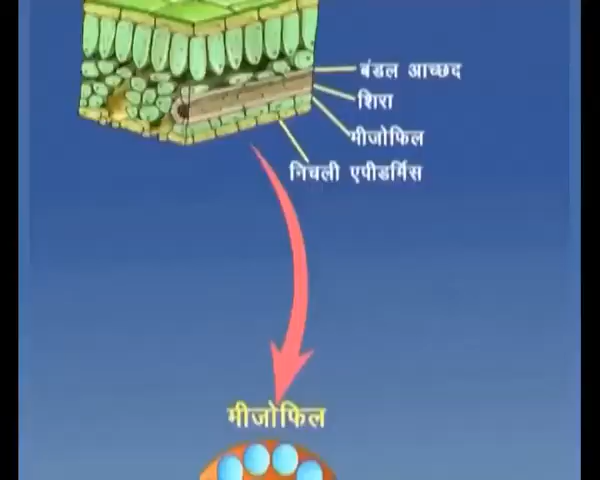 बंडल आच्छद
शिरा
मीजोफिल
निचली एपीडर्मिस
मीजोफिल